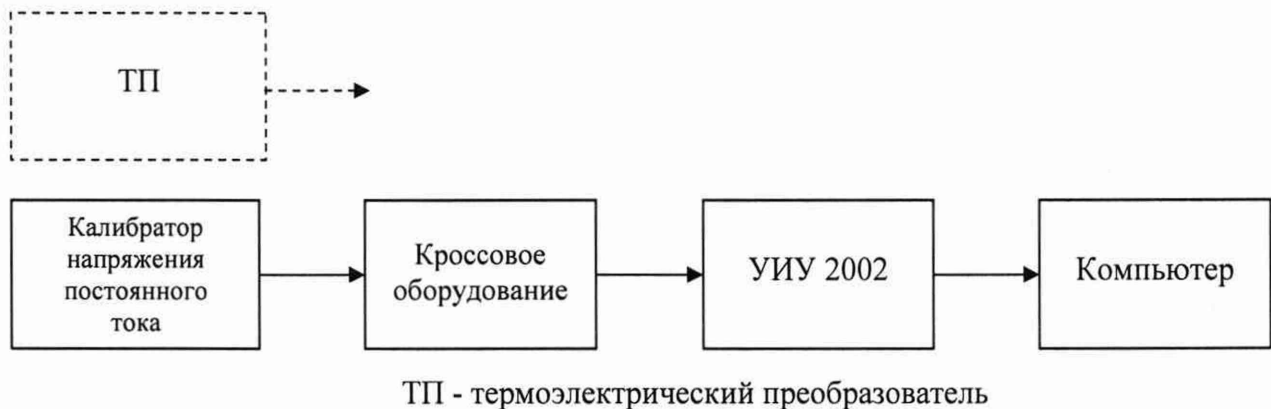 ТП
Калибратор
напряжения
постоянного
тока
Кроссовое
оборудование
УИУ 2002
Компьютер
ТП - термоэлектрический преобразователь